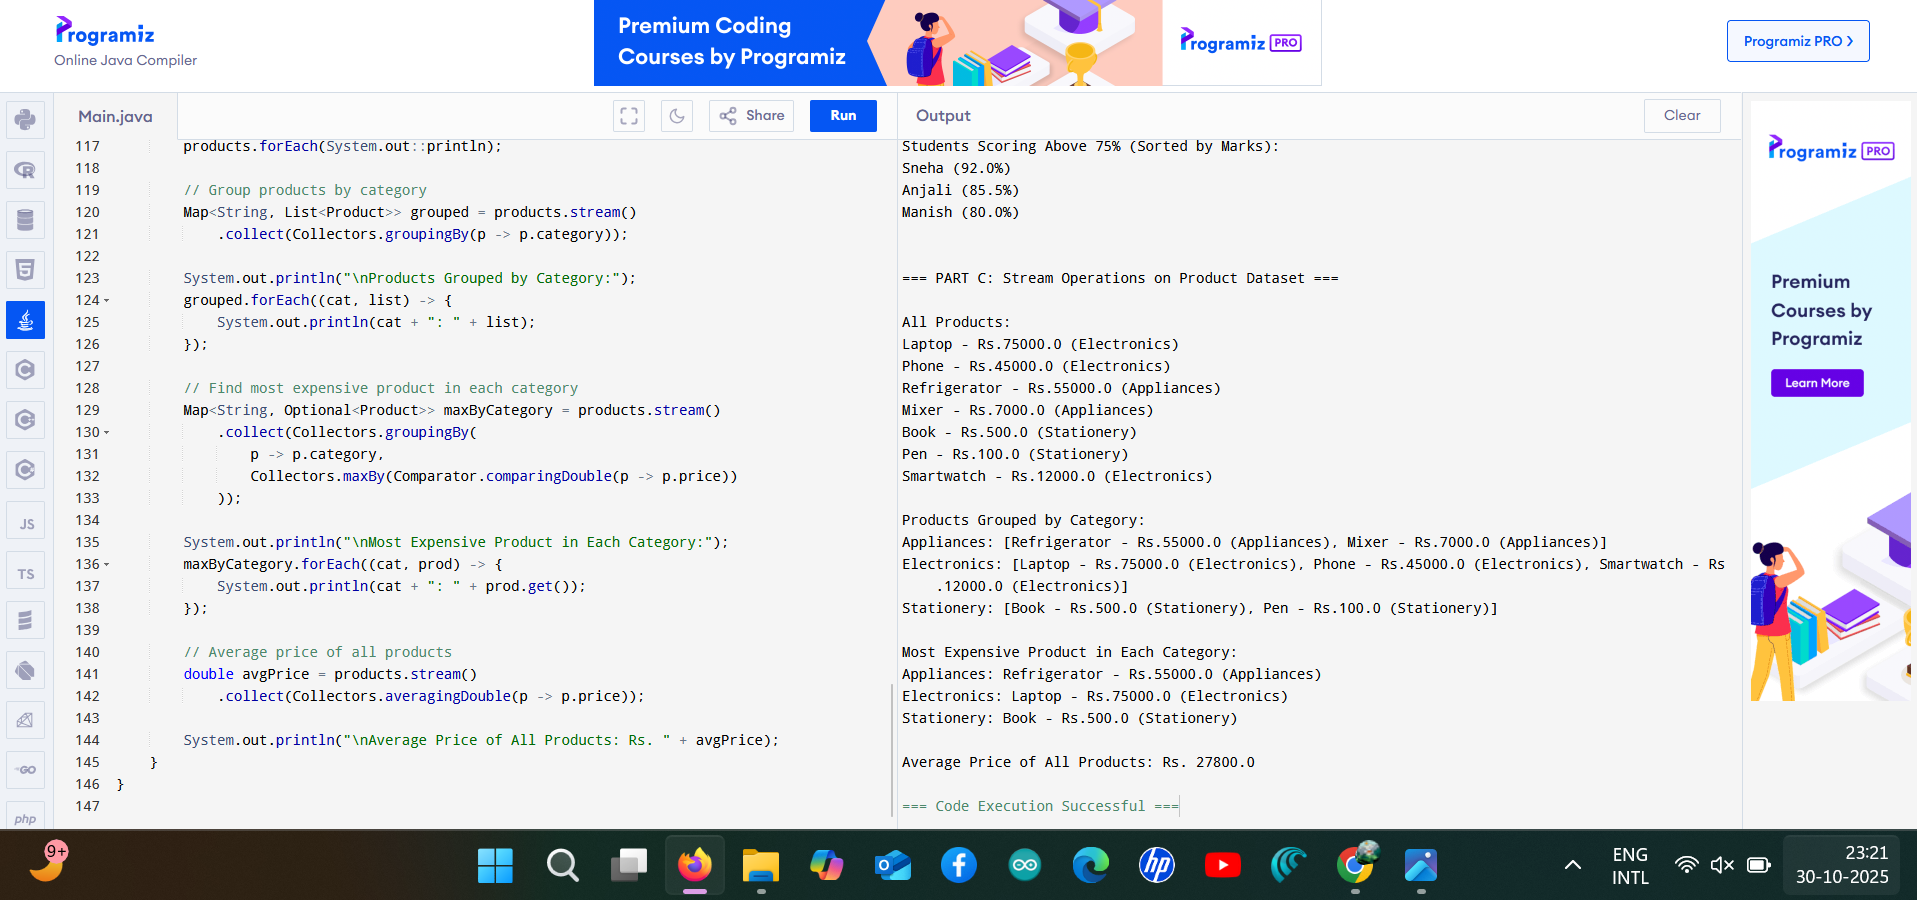 Programiz
Online Java Compiler
Premium Coding
Courses by Programiz
Programiz PRO
Programiz PRO ›
Main.java
Share
Run
Output
Clear
117 products.forEach(System.out::println);
118
119 // Group products by category
120 Map<String, List<Product>> grouped = products.stream()
121 .collect(Collectors.groupingBy(p -> p.category));
122
123 System.out.println("\nProducts Grouped by Category:");
124 grouped.forEach((cat, list) -> {
125 System.out.println(cat + ": " + list);
126 });
127
128 // Find most expensive product in each category
129 Map<String, Optional<Product>> maxByCategory = products.stream()
130 .collect(Collectors.groupingBy(
131 p -> p.category,
132 Collectors.maxBy(Comparator.comparingDouble(p -> p.price))
133 ));
134
135 System.out.println("\nMost Expensive Product in Each Category:");
136 maxByCategory.forEach((cat, prod) -> {
137 System.out.println(cat + ": " + prod.get());
138 });
139
140 // Average price of all products
141 double avgPrice = products.stream()
142 .collect(Collectors.averagingDouble(p -> p.price));
143
144 System.out.println("\nAverage Price of All Products: Rs. " + avgPrice);
145 }
146 }
147
Students Scoring Above 75% (Sorted by Marks):
Sneha (92.0%)
Anjali (85.5%)
Manish (80.0%)
=== PART C: Stream Operations on Product Dataset ===
All Products:
Laptop - Rs.75000.0 (Electronics)
Phone - Rs.45000.0 (Electronics)
Refrigerator - Rs.55000.0 (Appliances)
Mixer - Rs.7000.0 (Appliances)
Book - Rs.500.0 (Stationery)
Pen - Rs.100.0 (Stationery)
Smartwatch - Rs.12000.0 (Electronics)
Products Grouped by Category:
Appliances: [Refrigerator - Rs.55000.0 (Appliances), Mixer - Rs.7000.0 (Appliances)]
Electronics: [Laptop - Rs.75000.0 (Electronics), Phone - Rs.45000.0 (Electronics), Smartwatch - Rs
.12000.0 (Electronics)]
Stationery: [Book - Rs.500.0 (Stationery), Pen - Rs.100.0 (Stationery)]
Most Expensive Product in Each Category:
Appliances: Refrigerator - Rs.55000.0 (Appliances)
Electronics: Laptop - Rs.75000.0 (Electronics)
Stationery: Book - Rs.500.0 (Stationery)
Average Price of All Products: Rs. 27800.0
=== Code Execution Successful ===
Programiz PRO
Premium
Courses by
Programiz
Learn More
JS
TS
GO
php
9+
hp
ENG
INTL
23:21
30-10-2025